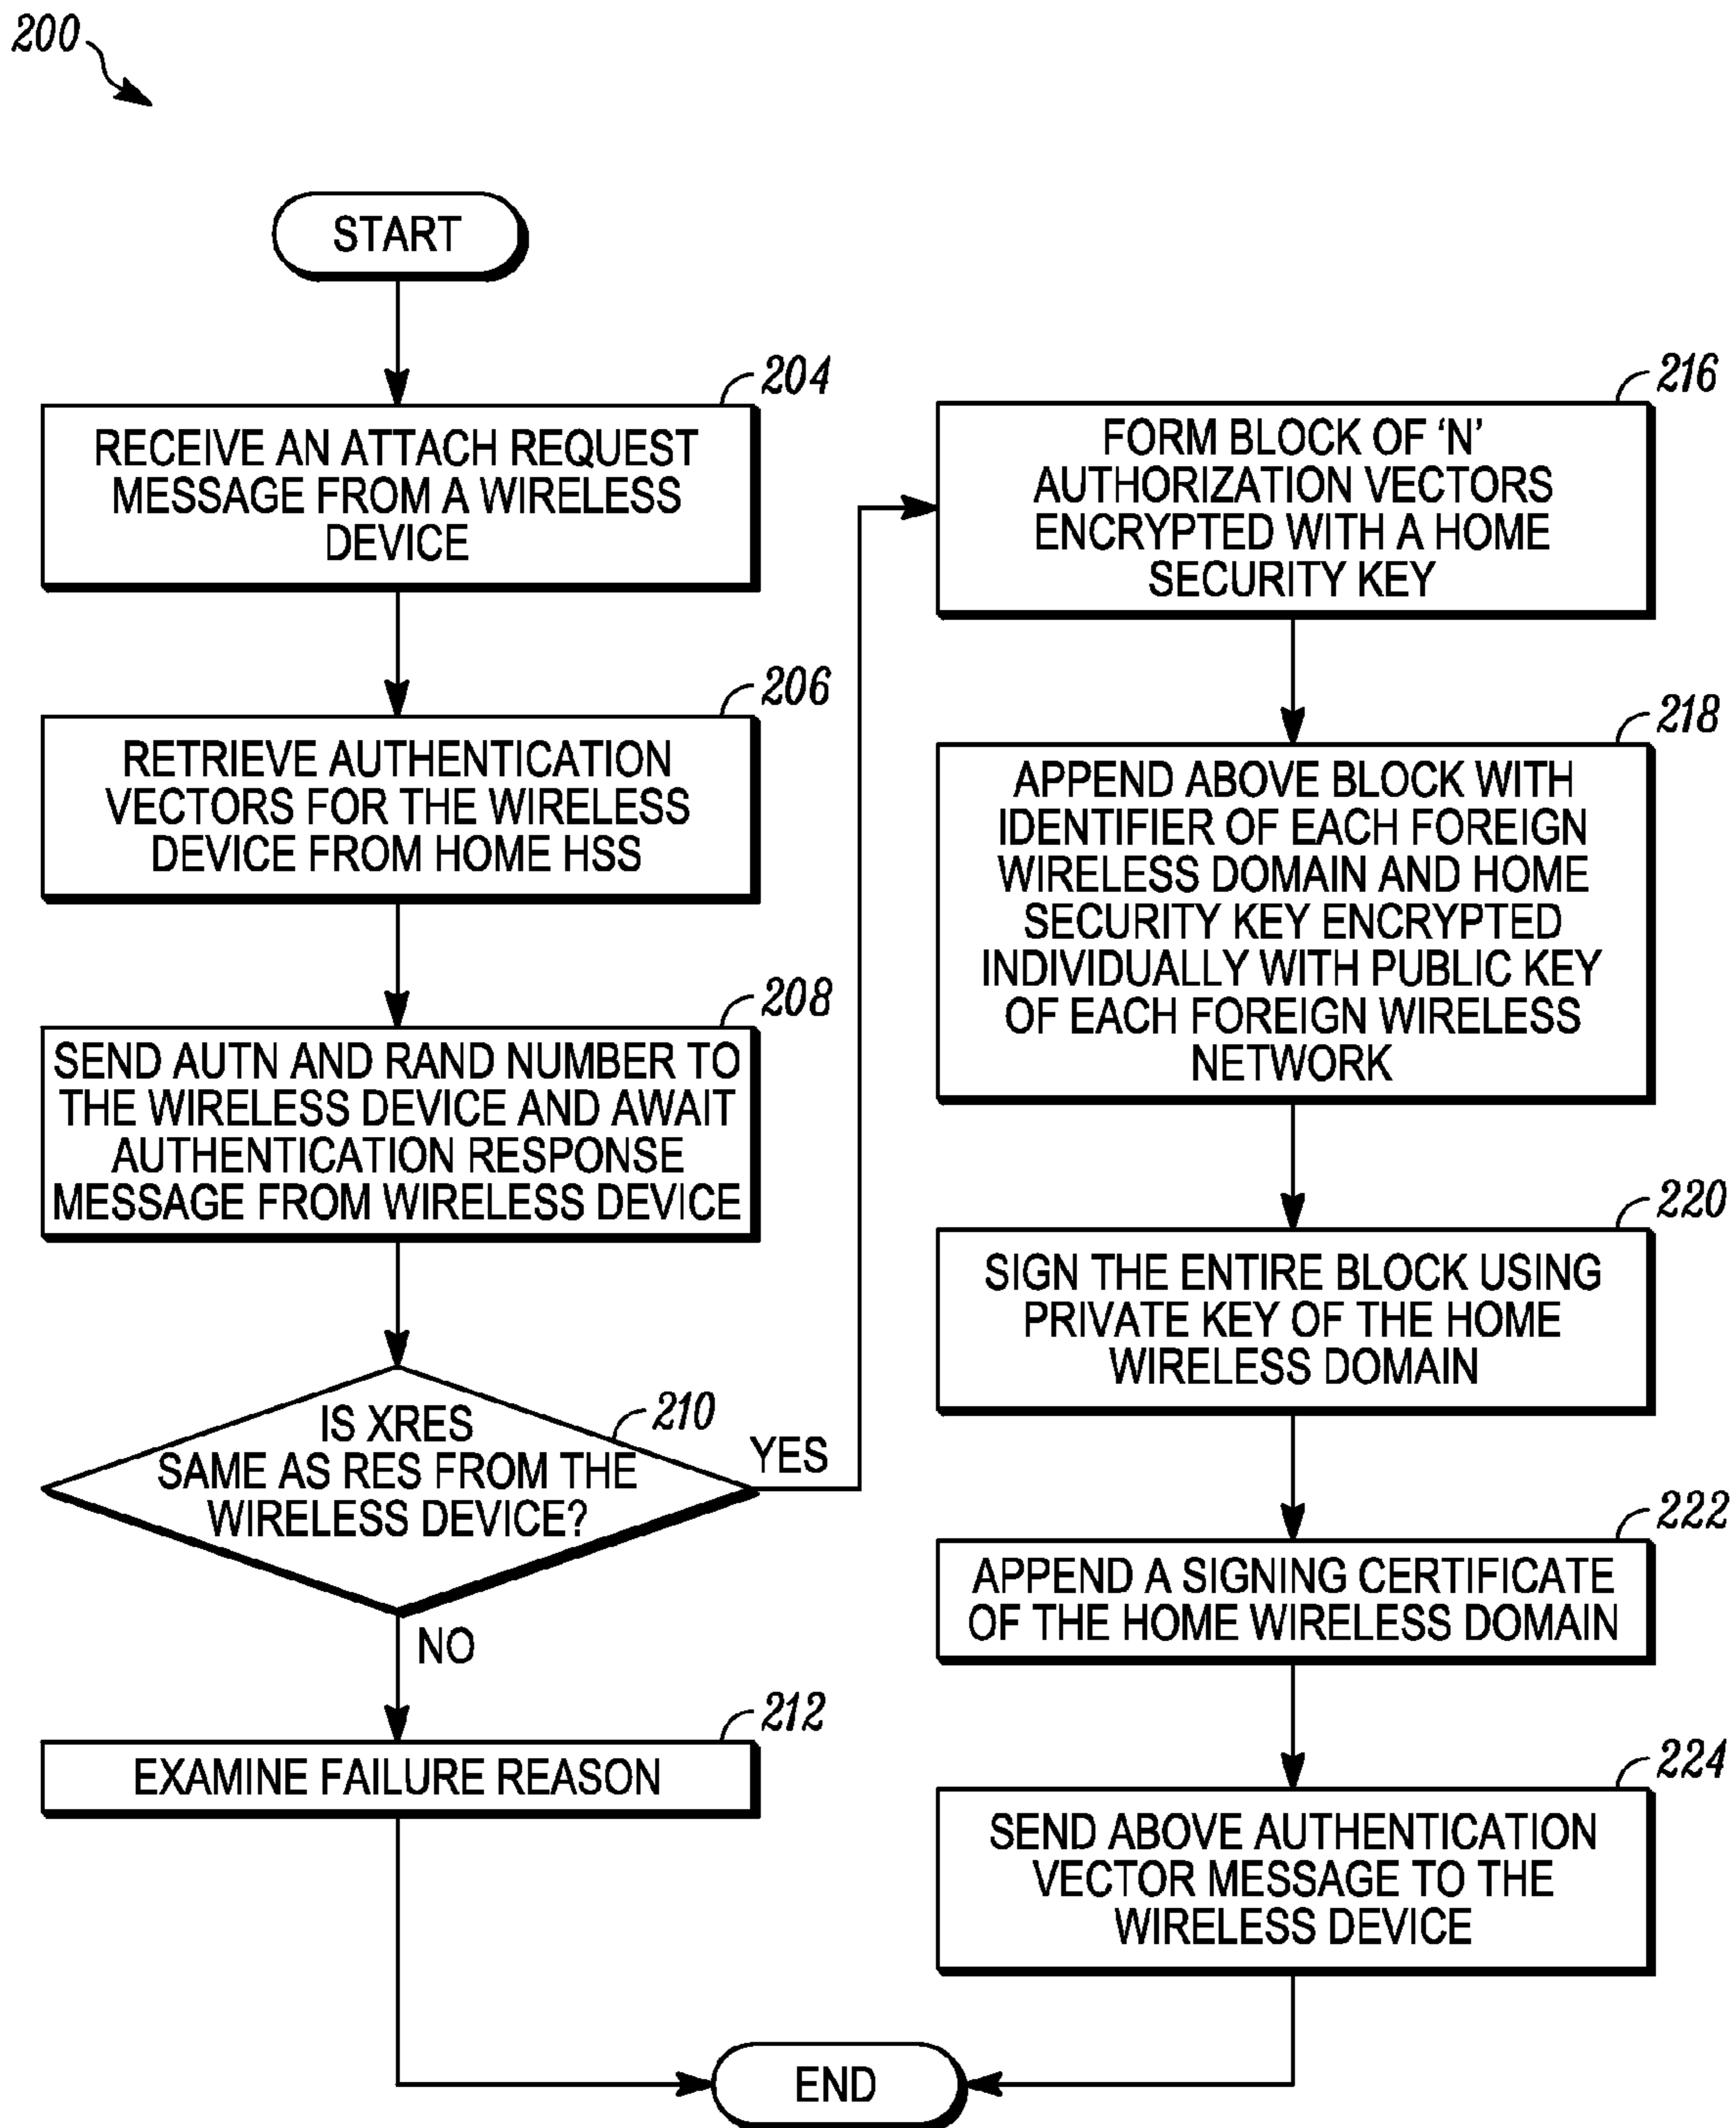 200
START
204
RECEIVE AN ATTACH REQUEST
MESSAGE FROM A WIRELESS
DEVICE
206
RETRIEVE AUTHENTICATION
VECTORS FOR THE WIRELESS
DEVICE FROM HOME HSS
208
SEND AUTN AND RAND NUMBER TO
THE WIRELESS DEVICE AND AWAIT
AUTHENTICATION RESPONSE
MESSAGE FROM WIRELESS DEVICE
210
IS XRES
SAME AS RES FROM THE
WIRELESS DEVICE?
YES
NO
212
EXAMINE FAILURE REASON
216
FORM BLOCK OF ‘N’
AUTHORIZATION VECTORS
ENCRYPTED WITH A HOME
SECURITY KEY
218
APPEND ABOVE BLOCK WITH
IDENTIFIER OF EACH FOREIGN
WIRELESS DOMAIN AND HOME
SECURITY KEY ENCRYPTED
INDIVIDUALLY WITH PUBLIC KEY
OF EACH FOREIGN WIRELESS
NETWORK
220
SIGN THE ENTIRE BLOCK USING
PRIVATE KEY OF THE HOME
WIRELESS DOMAIN
222
APPEND A SIGNING CERTIFICATE
OF THE HOME WIRELESS DOMAIN
224
SEND ABOVE AUTHENTICATION
VECTOR MESSAGE TO THE
WIRELESS DEVICE
END